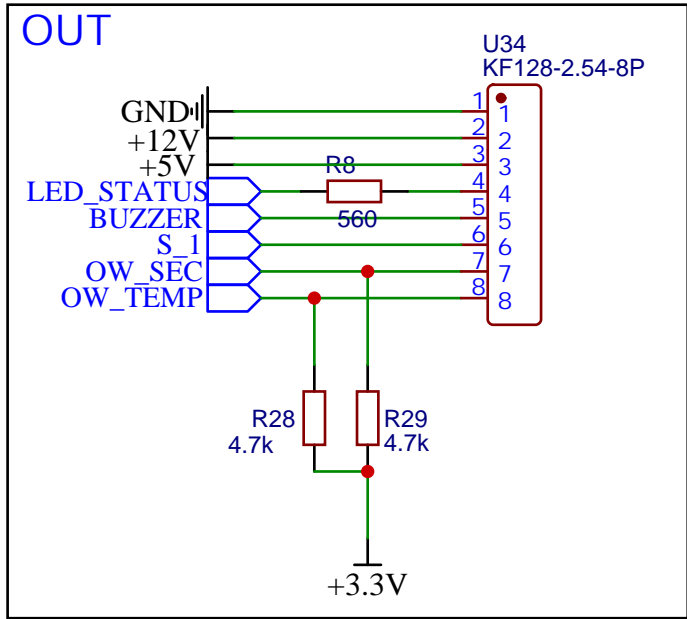 OUT
U34
KF128-2.54-8P
GND 1 1
+12V 2 2
+5V 3 3
R8
LED_STATUS 4 4
560
BUZZER 5 5
S_1 6 6
OW_SEC 7 7
OW_TEMP 8 8
R28 R29
4.7k 4.7k
+3.3V